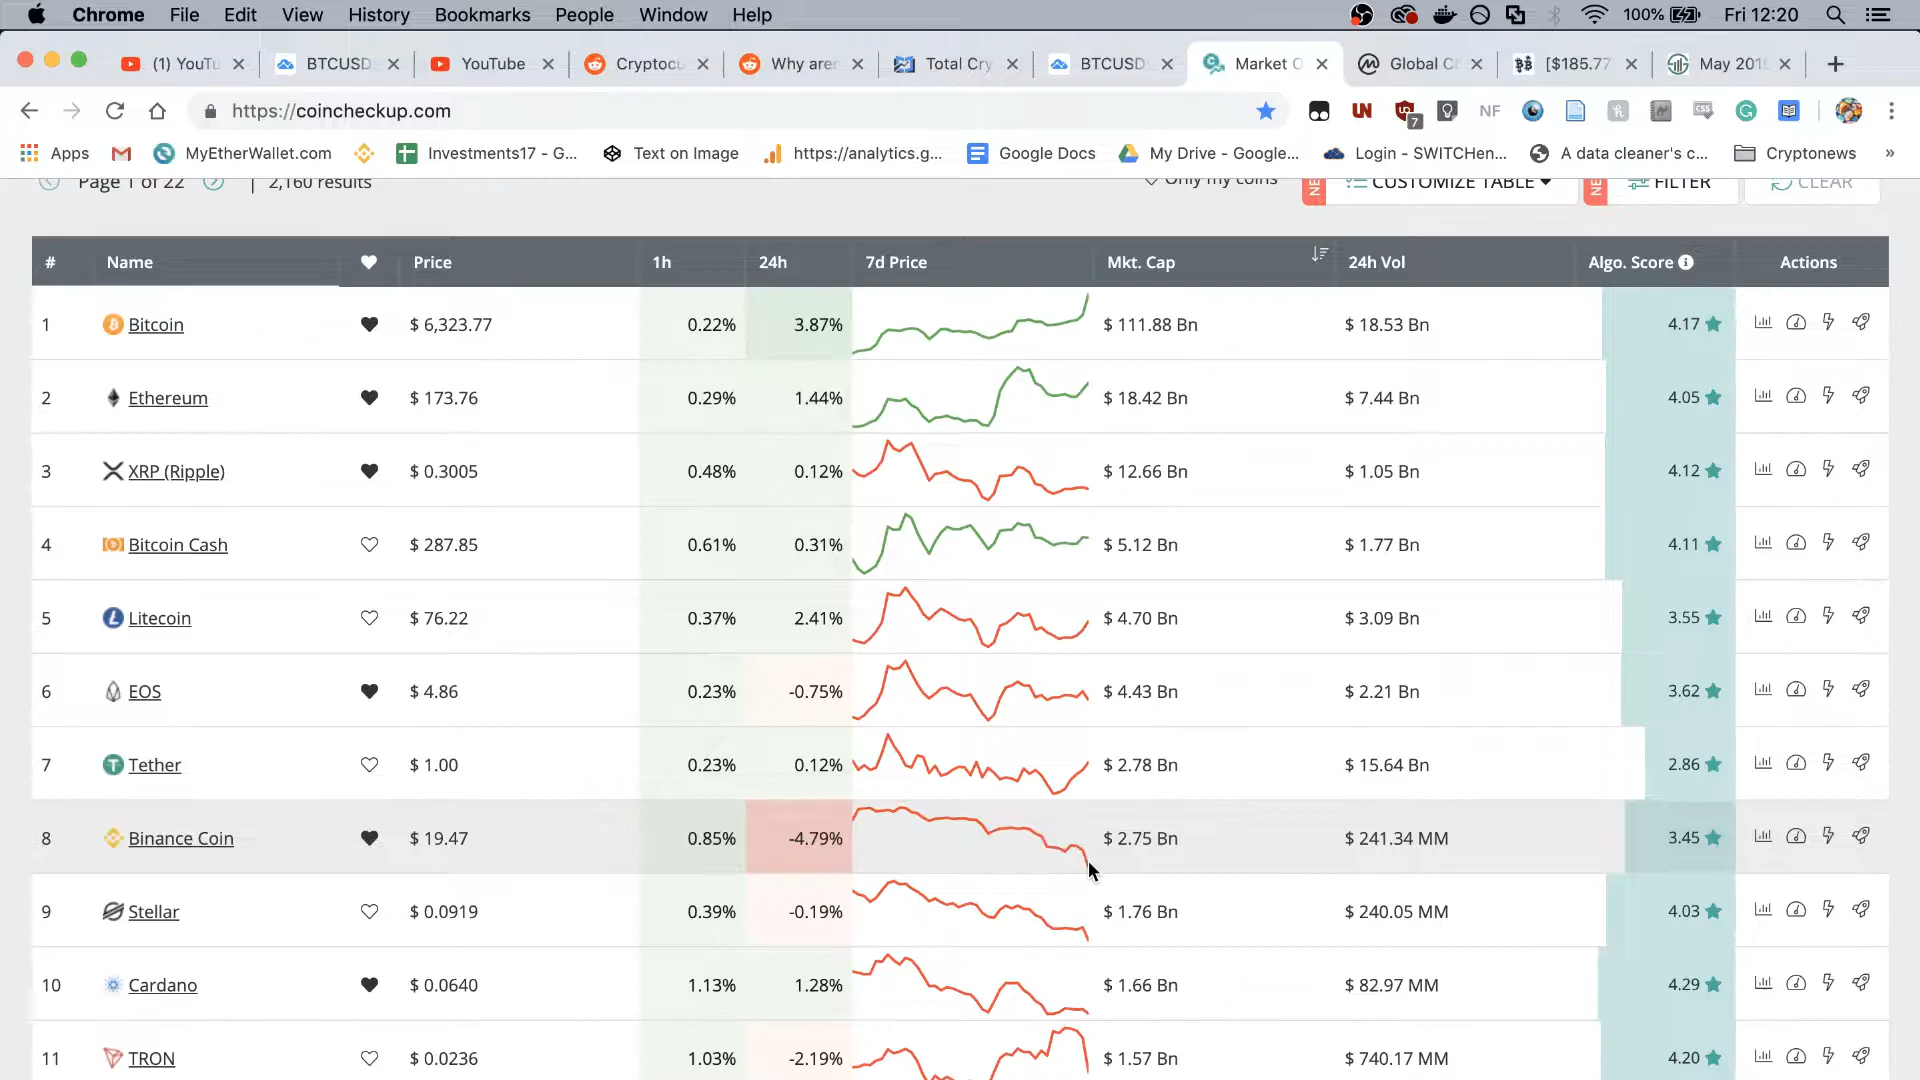 Chrome File Edit View History Bookmarks People Window Help 100% Fri 12:20
(1) YouTu BTCUSD YouTube Cryptocu Why aren Total Cry BTCUSD Market O Global Ch [$185.77 May 2019 +
https://coincheckup.com UN 7 NF CSS
Apps MyEtherWallet.com Investments17 - G... Text on Image https://analytics.g... Google Docs My Drive - Google... Login - SWITCHen... A data cleaner's c... Cryptonews »
Page 1 of 22 | 2,160 results Only my coins NE CUSTOMIZE TABLE NE FILTER CLEAR
# Name Price 1h 24h 7d Price Mkt. Cap 24h Vol Algo. Score Actions
1 Bitcoin $ 6,323.77 0.22% 3.87% $ 111.88 Bn $ 18.53 Bn 4.17
2 Ethereum $ 173.76 0.29% 1.44% $ 18.42 Bn $ 7.44 Bn 4.05
3 XRP (Ripple) $ 0.3005 0.48% 0.12% $ 12.66 Bn $ 1.05 Bn 4.12
4 Bitcoin Cash $ 287.85 0.61% 0.31% $ 5.12 Bn $ 1.77 Bn 4.11
5 Litecoin $ 76.22 0.37% 2.41% $ 4.70 Bn $ 3.09 Bn 3.55
6 EOS $ 4.86 0.23% -0.75% $ 4.43 Bn $ 2.21 Bn 3.62
7 Tether $ 1.00 0.23% 0.12% $ 2.78 Bn $ 15.64 Bn 2.86
8 Binance Coin $ 19.47 0.85% -4.79% $ 2.75 Bn $ 241.34 MM 3.45
9 Stellar $ 0.0919 0.39% -0.19% $ 1.76 Bn $ 240.05 MM 4.03
10 Cardano $ 0.0640 1.13% 1.28% $ 1.66 Bn $ 82.97 MM 4.29
11 TRON $ 0.0236 1.03% -2.19% $ 1.57 Bn $ 740.17 MM 4.20